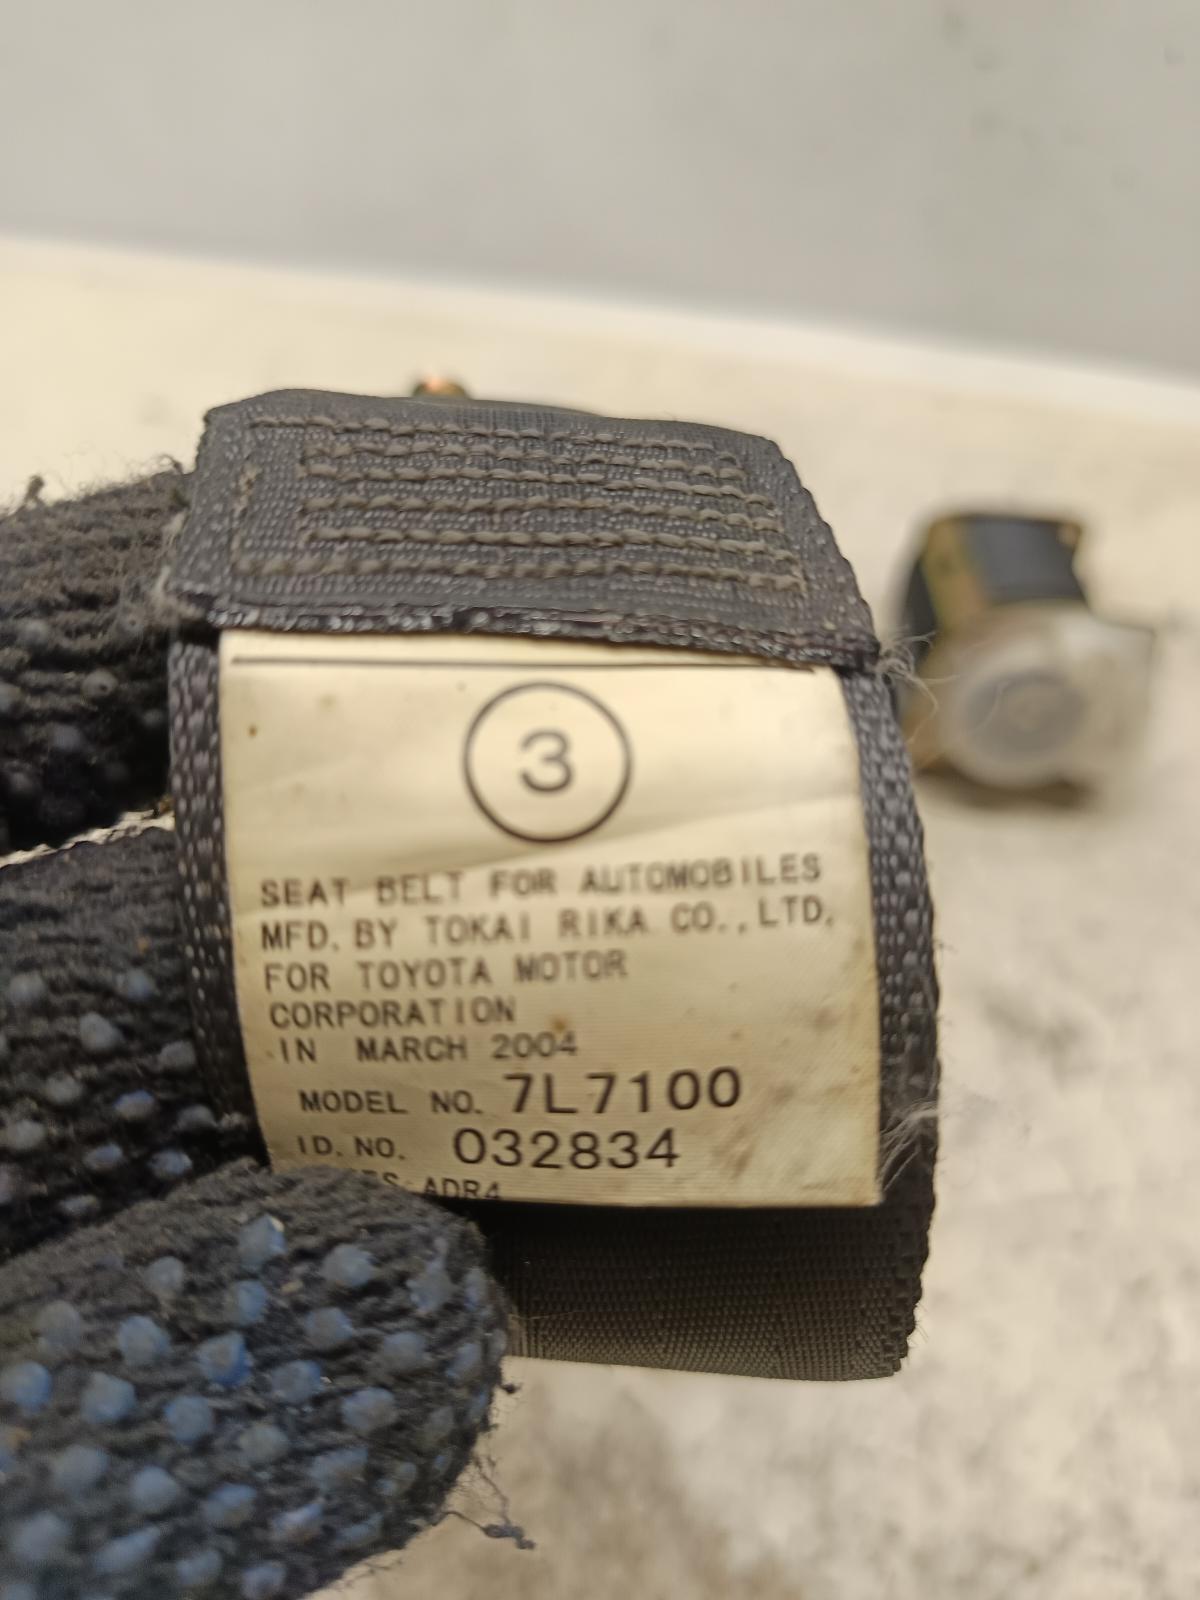 3
SEAT BELT FOR AUTOMOBILES
MFD. BY TOKAI RIKA CO., LTD.
FOR TOYOTA MOTOR
CORPORATION
IN MARCH 2004
MODEL NO. 7L7100
ID. NO. 032834
ADR4